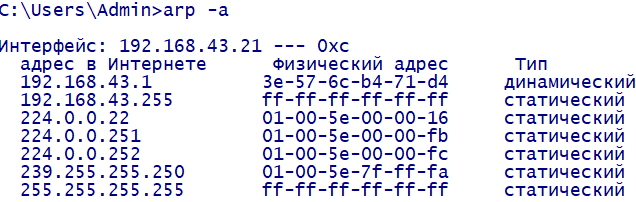 C:\Users\Admin>arp -a
Интерфейс: 192.168.43.21 --- 0xc
адрес в Интернете Физический адрес Тип
192.168.43.1 3e-57-6c-b4-71-d4 динамический
192.168.43.255 ff-ff-ff-ff-ff-ff статический
224.0.0.22 01-00-5e-00-00-16 статический
224.0.0.251 01-00-5e-00-00-fb статический
224.0.0.252 01-00-5e-00-00-fc статический
239.255.255.250 01-00-5e-7f-ff-fa статический
255.255.255.255 ff-ff-ff-ff-ff-ff статический